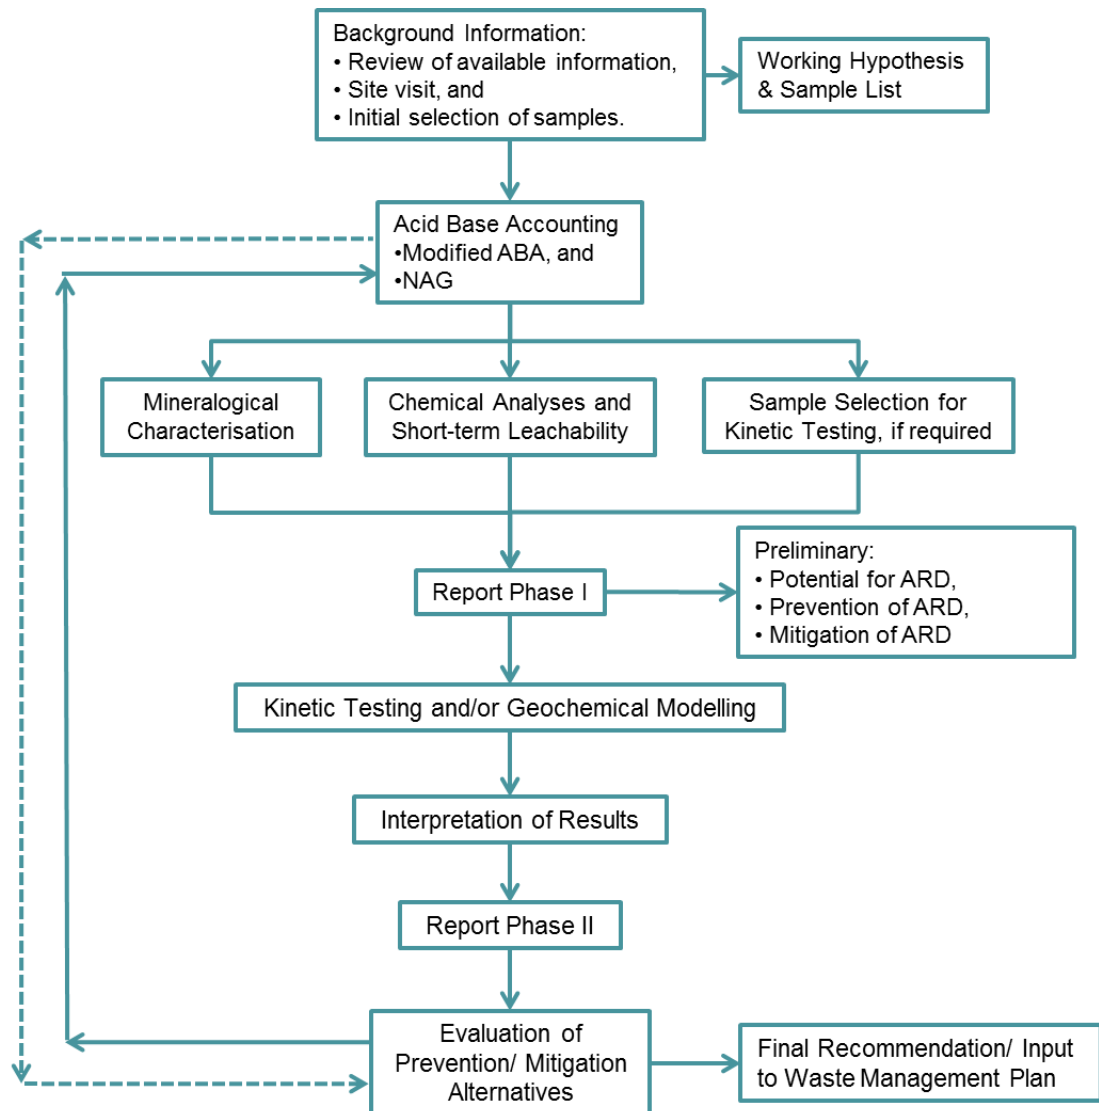 Background Information:
• Review of available information,
• Site visit, and
• Initial selection of samples.
Working Hypothesis
& Sample List
Acid Base Accounting
•Modified ABA, and
•NAG
Mineralogical
Characterisation
Chemical Analyses and
Short-term Leachability
Sample Selection for
Kinetic Testing, if required
Report Phase I
Preliminary:
• Potential for ARD,
• Prevention of ARD,
• Mitigation of ARD
Kinetic Testing and/or Geochemical Modelling
Interpretation of Results
Report Phase II
Evaluation of
Prevention/ Mitigation
Alternatives
Final Recommendation/ Input
to Waste Management Plan